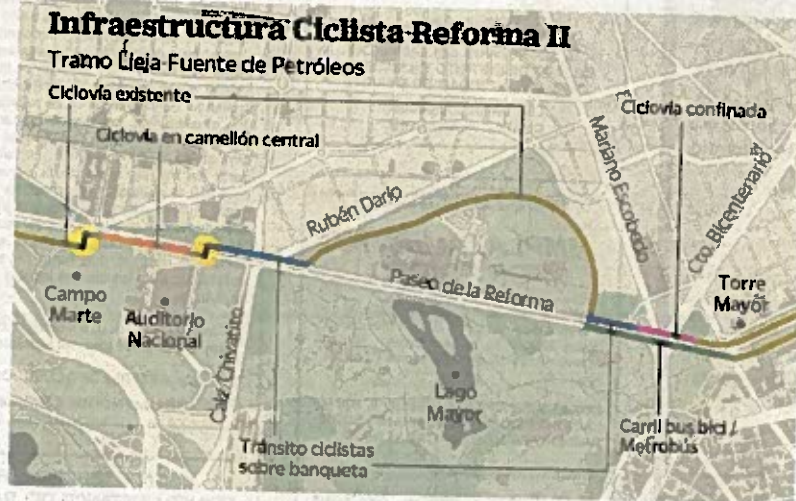 Infraestructura Ciclista Reforma II
Tramo Lieja-Fuente de Petróleos
Ciclovía existente
Ciclovía confinada
Ciclovía en camellón central
Mariano Escobedo
Cto. Bicentenario
Rubén Darío
Paseo de la Reforma
Torre
Mayor
Campo
Marte
Auditorio
Nacional
Calz. Chivatito
Lago
Mayor
Carril bus bici /
Metrobús
Tránsito ciclistas
sobre banqueta